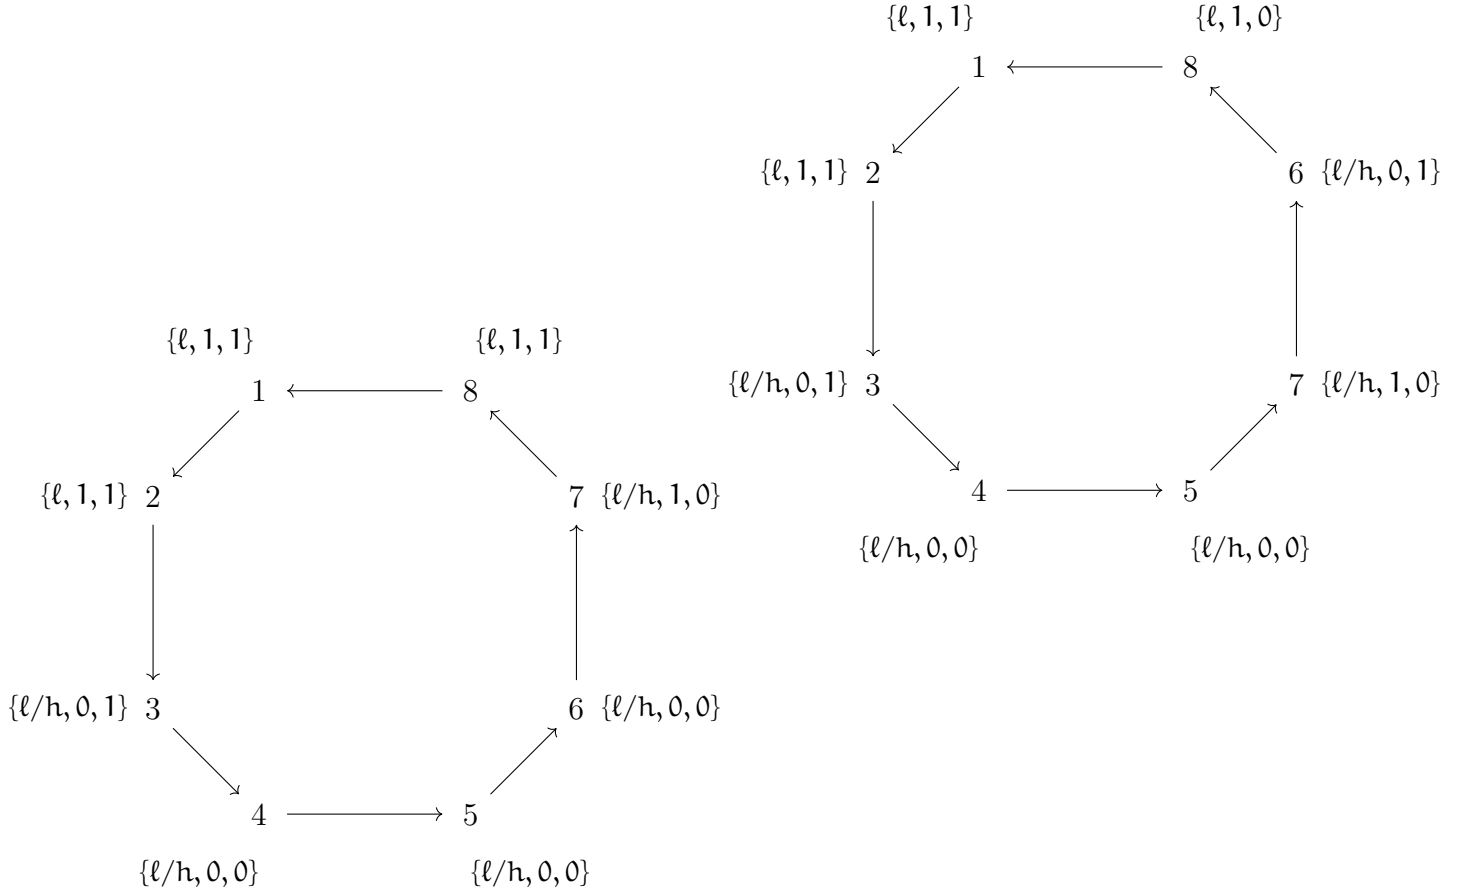 {ℓ, 1, 1} {ℓ, 1, 0}
1 8
{ℓ, 1, 1} 2 6 {ℓ/h, 0, 1}
{ℓ/h, 0, 1} 3 7 {ℓ/h, 1, 0}
4 5
{ℓ/h, 0, 0} {ℓ/h, 0, 0}
{ℓ, 1, 1} {ℓ, 1, 1}
1 8
{ℓ, 1, 1} 2 7 {ℓ/h, 1, 0}
{ℓ/h, 0, 1} 3 6 {ℓ/h, 0, 0}
4 5
{ℓ/h, 0, 0} {ℓ/h, 0, 0}